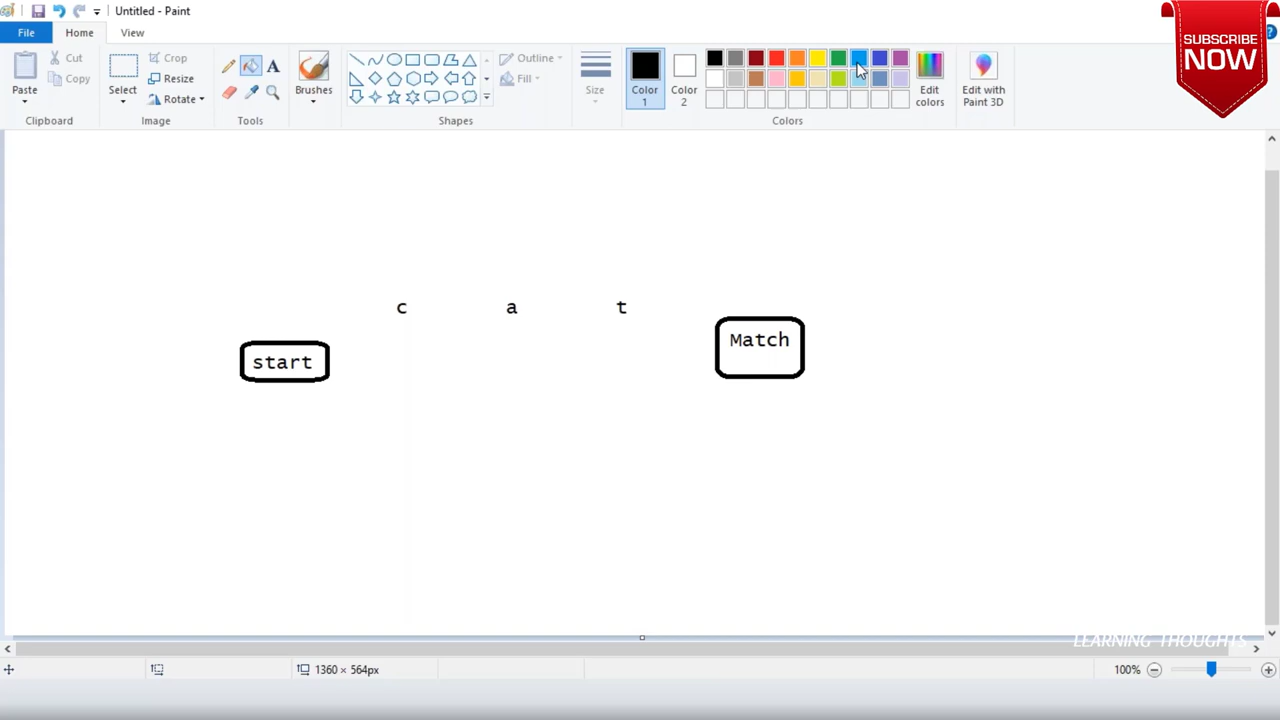 Untitled - Paint
File
Home
View
Paste
Cut
Copy
Clipboard
Select
Crop
Resize
Rotate
Image
A
Tools
Brushes
Outline
Fill
Shapes
Size
Color
1
Color
2
Colors
Edit
colors
Edit with
Paint 3D
SUBSCRIBE
NOW
?
c a t
start
Match
LEARNING THOUGHTS
1360 × 564px
100%